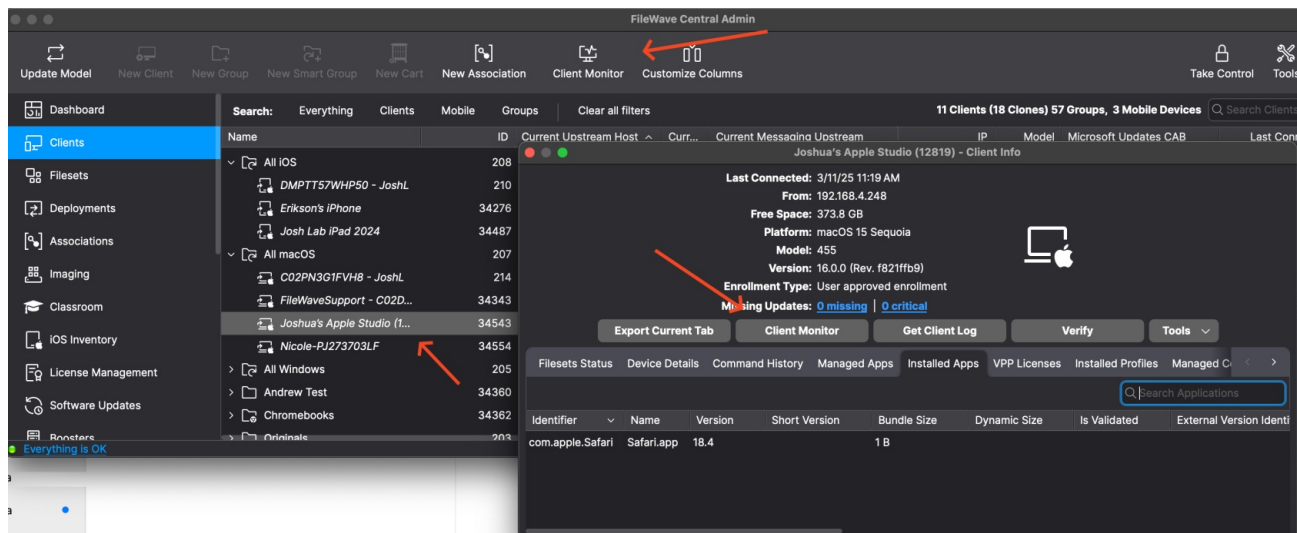 FileWave Central Admin
Update Model New Client New Group New Smart Group New Cart New Association Client Monitor Customize Columns Take Control Tools
Dashboard
Clients
Filesets
Deployments
Associations
Imaging
Classroom
iOS Inventory
License Management
Software Updates
Boosters
Everything is OK
Search: Everything Clients Mobile Groups Clear all filters 11 Clients (18 Clones) 57 Groups, 3 Mobile Devices Search Clients
Name ID Current Upstream Host Curr... Current Messaging Upstream IP Model Microsoft Updates CAB Last Con
All iOS 208
DMPTT57WHP50 - JoshL 210
Erikson's iPhone 34276
Josh Lab iPad 2024 34487
All macOS 207
C02PN3G1FVH8 - JoshL 214
FileWaveSupport - C02D... 34343
Joshua's Apple Studio (1... 34543
Nicole-PJ273703LF 34554
All Windows 205
Andrew Test 34360
Chromebooks 34362
Originals 203
Joshua's Apple Studio (12819) - Client Info
Last Connected: 3/11/25 11:19 AM
From: 192.168.4.248
Free Space: 373.8 GB
Platform: macOS 15 Sequoia
Model: 455
Version: 16.0.0 (Rev. f821ffb9)
Enrollment Type: User approved enrollment
Missing Updates: 0 missing | 0 critical
Export Current Tab Client Monitor Get Client Log Verify Tools
Filesets Status Device Details Command History Managed Apps Installed Apps VPP Licenses Installed Profiles Managed C
Search Applications
Identifier Name Version Short Version Bundle Size Dynamic Size Is Validated External Version Identi
com.apple.Safari Safari.app 18.4 1 B